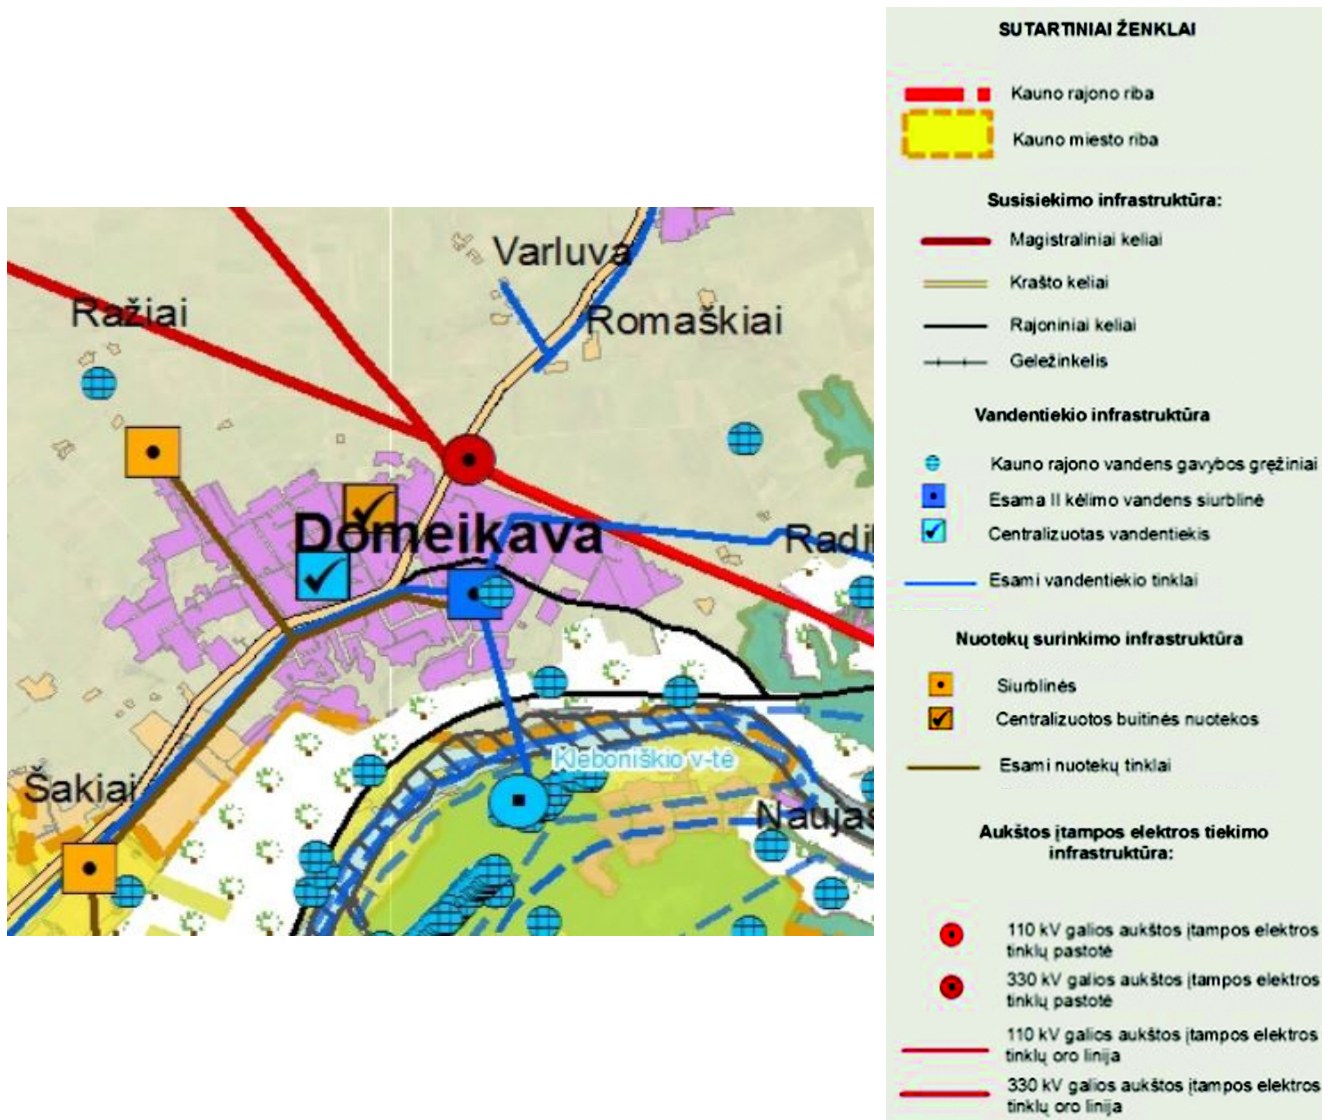 SUTARTINIAI ŽENKLAI
Kauno rajono riba
Kauno miesto riba
Susisiekimo infrastruktūra:
Magistraliniai keliai
Krašto keliai
Rajoniniai keliai
Geležinkelis
Vandentiekio infrastruktūra
Kauno rajono vandens gavybos gręžiniai
Esama II kėlimo vandens siurblinė
Centralizuotas vandentiekis
Esami vandentiekio tinklai
Nuotekų surinkimo infrastruktūra
Siurblinės
Centralizuotos buitinės nuotekos
Esami nuotekų tinklai
Aukštos įtampos elektros tiekimo
infrastruktūra:
110 kV galios aukštos įtampos elektros
tinklų pastotė
330 kV galios aukštos įtampos elektros
tinklų pastotė
110 kV galios aukštos įtampos elektros
tinklų oro linija
330 kV galios aukštos įtampos elektros
tinklų oro linija
Varluva
Ražiai
Romaškiai
Domeikava
Radil
Kleboniškio v-tė
Šakiai
Naujas